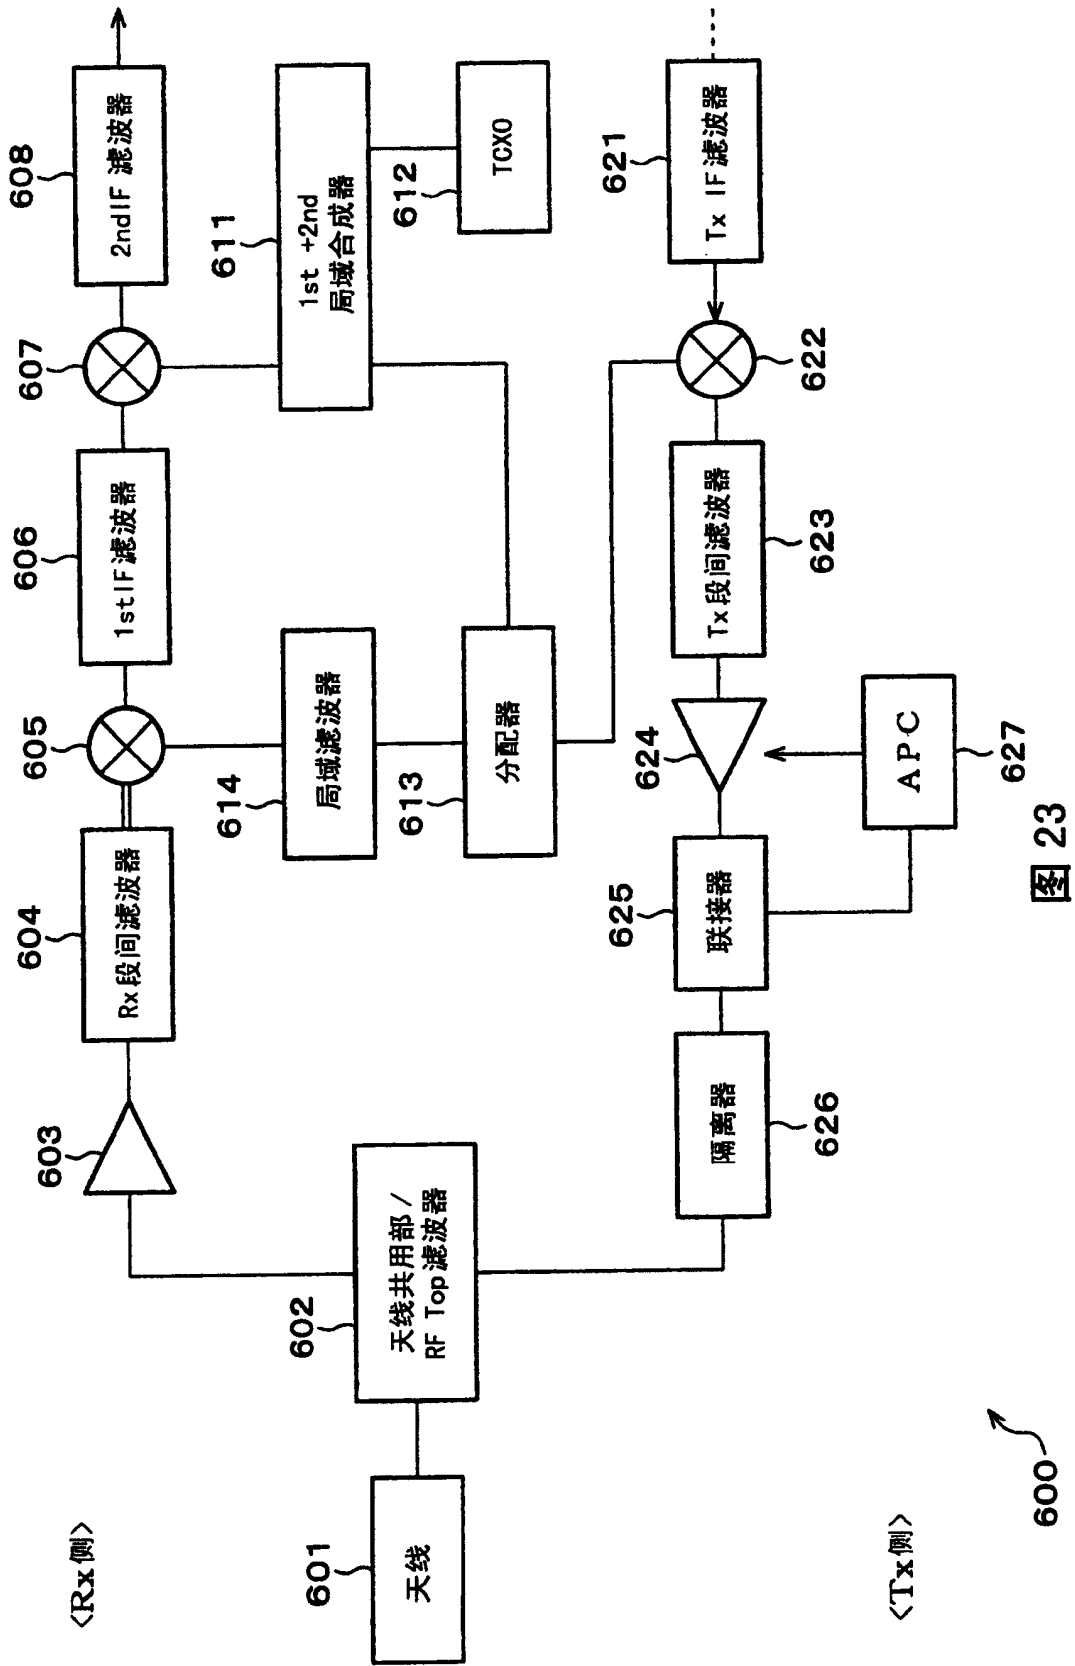 <Rx侧>
603
604
605
606
607
608
Rx段间滤波器
1stIF滤波器
2ndIF 滤波器
611
1st +2nd
局域合成器
614
局域滤波器
602
天线共用部/
RF Top滤波器
601
天线
613
分配器
612
TCXO
626
隔离器
625
联接器
624
623
Tx段间滤波器
622
621
Tx IF滤波器
627
APC
<Tx侧>
600
图 23